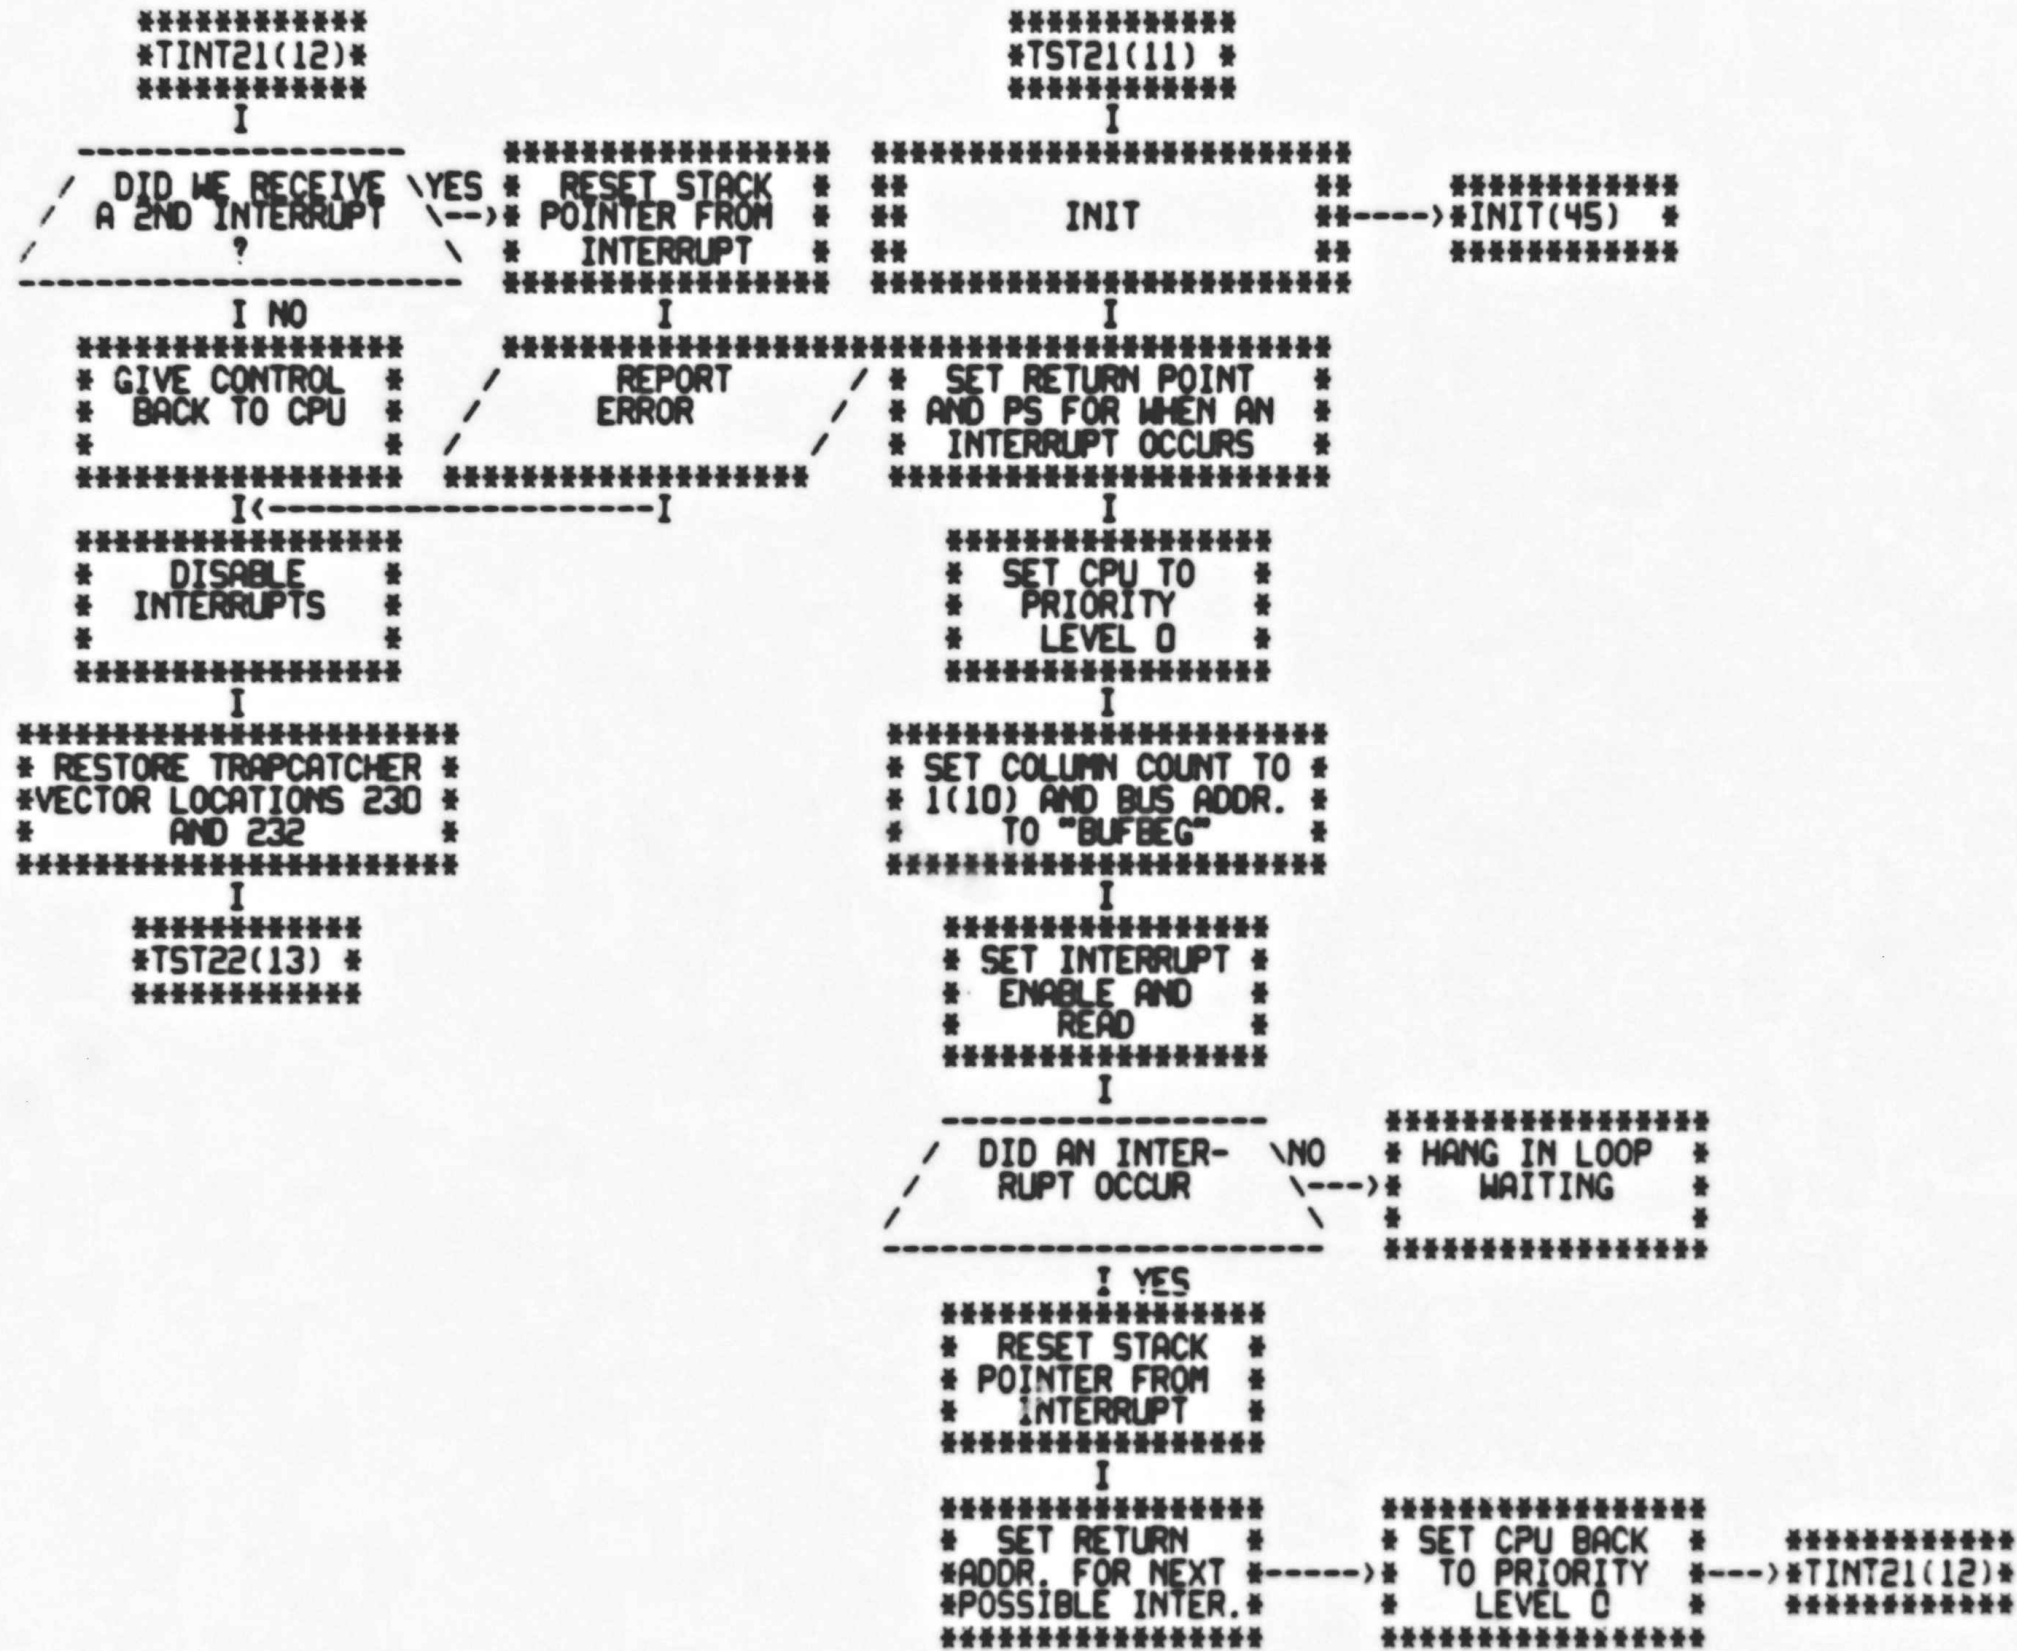 *TINT21(12)*
I
DID WE RECEIVE
A 2ND INTERRUPT
?
YES
RESET STACK
POINTER FROM
INTERRUPT
I NO
I
GIVE CONTROL
BACK TO CPU
REPORT
ERROR
I<--------------------I
DISABLE
INTERRUPTS
I
RESTORE TRAPCATCHER
VECTOR LOCATIONS 230
AND 232
I
*TST22(13) *
*TST21(11) *
I
INIT
*INIT(45) *
I
SET RETURN POINT
AND PS FOR WHEN AN
INTERRUPT OCCURS
I
SET CPU TO
PRIORITY
LEVEL 0
I
SET COLUMN COUNT TO
1(10) AND BUS ADDR.
TO "BUFBEG"
I
SET INTERRUPT
ENABLE AND
READ
I
DID AN INTER-
RUPT OCCUR
NO
HANG IN LOOP
WAITING
I YES
RESET STACK
POINTER FROM
INTERRUPT
I
SET RETURN
ADDR. FOR NEXT
POSSIBLE INTER.
SET CPU BACK
TO PRIORITY
LEVEL 0
*TINT21(12)*